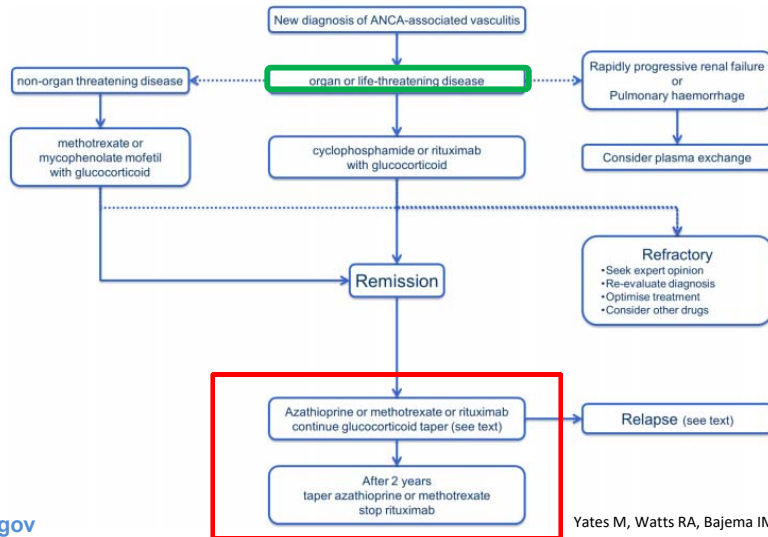 New diagnosis of ANCA-associated vasculitis
non-organ threatening disease
organ or life-threatening disease
Rapidly progressive renal failure
or
Pulmonary haemorrhage
methotrexate or
mycophenolate mofetil
with glucocorticoid
cyclophosphamide or rituximab
with glucocorticoid
Consider plasma exchange
Remission
Refractory
•Seek expert opinion
•Re-evaluate diagnosis
•Optimise treatment
•Consider other drugs
Azathioprine or methotrexate or rituximab
continue glucocorticoid taper (see text)
Relapse (see text)
After 2 years
taper azathioprine or methotrexate
stop rituximab
gov
Yates M, Watts RA, Bajema IM